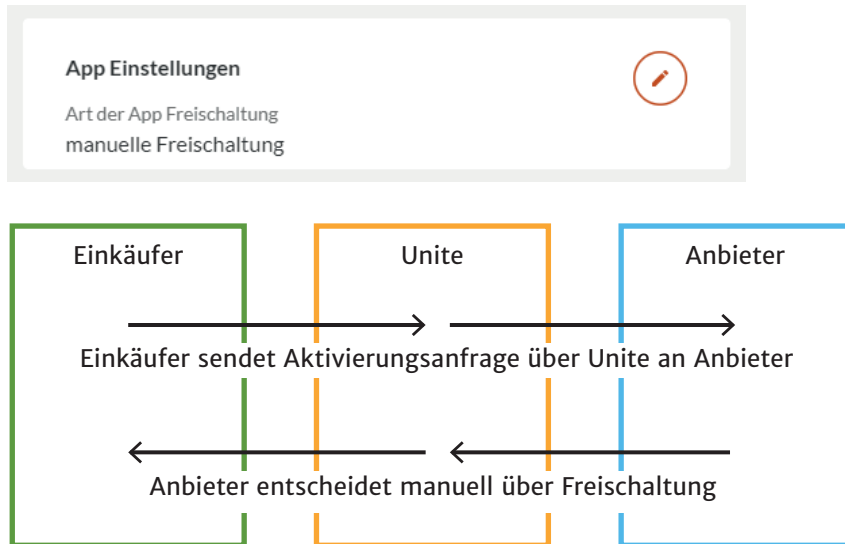 App Einstellungen
Art der App Freischaltung
manuelle Freischaltung
Einkäufer
Unite
Anbieter
Einkäufer sendet Aktivierungsanfrage über Unite an Anbieter
Anbieter entscheidet manuell über Freischaltung